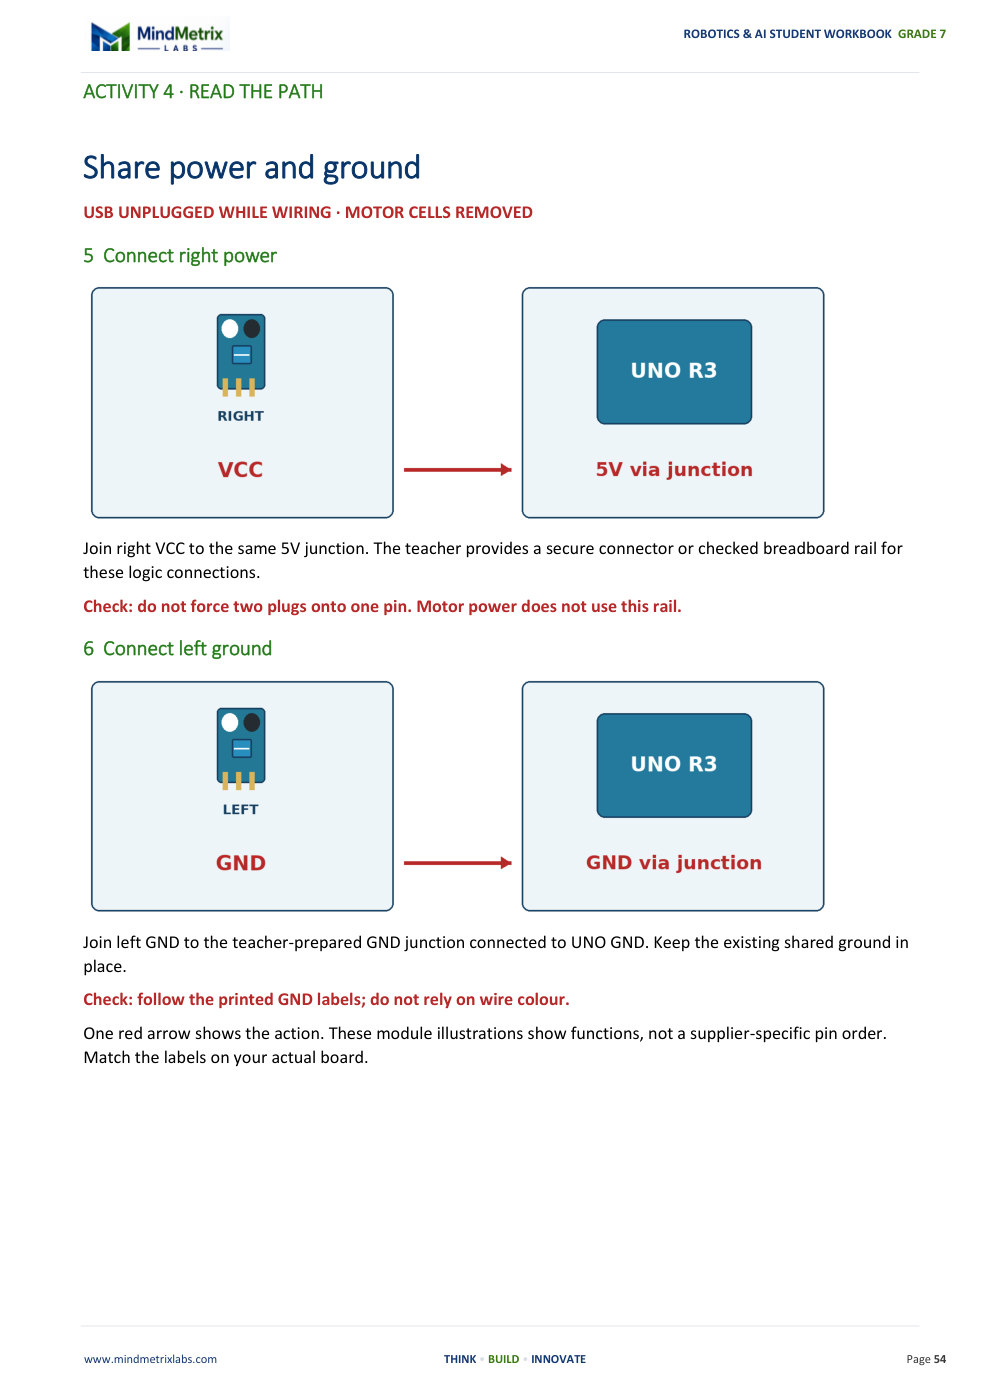 MindMetrix
LABS
ROBOTICS & AI STUDENT WORKBOOK GRADE 7
ACTIVITY 4 · READ THE PATH
Share power and ground
USB UNPLUGGED WHILE WIRING · MOTOR CELLS REMOVED
5 Connect right power
RIGHT
VCC
UNO R3
5V via junction
Join right VCC to the same 5V junction. The teacher provides a secure connector or checked breadboard rail for
these logic connections.
Check: do not force two plugs onto one pin. Motor power does not use this rail.
6 Connect left ground
LEFT
GND
UNO R3
GND via junction
Join left GND to the teacher-prepared GND junction connected to UNO GND. Keep the existing shared ground in
place.
Check: follow the printed GND labels; do not rely on wire colour.
One red arrow shows the action. These module illustrations show functions, not a supplier-specific pin order.
Match the labels on your actual board.
www.mindmetrixlabs.com
THINK • BUILD • INNOVATE
Page 54